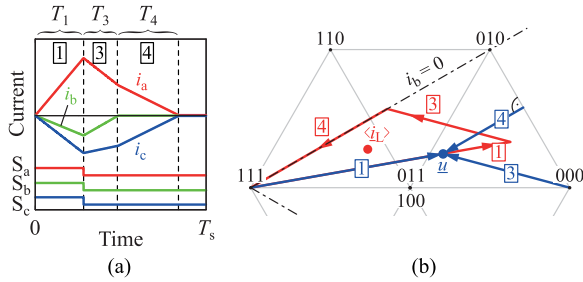 T1 T3 T4
1 3 4
Current
ia
ib
ic
Sa
Sb
Sc
0 Time Ts
(a)
110 010
ib = 0
3
4 ⟨iL⟩ 4
1 1
u
3
111 011 000
100
(b)